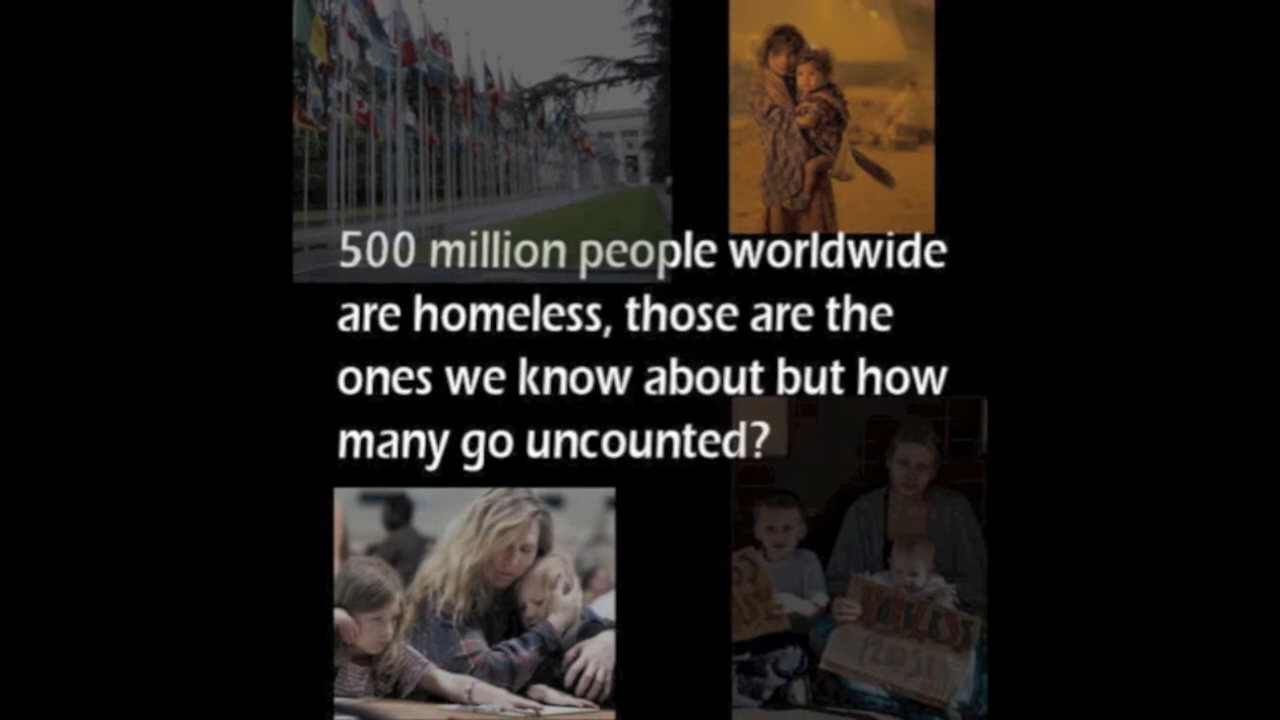 500 million people worldwide
are homeless, those are the
ones we know about but how
many go uncounted?